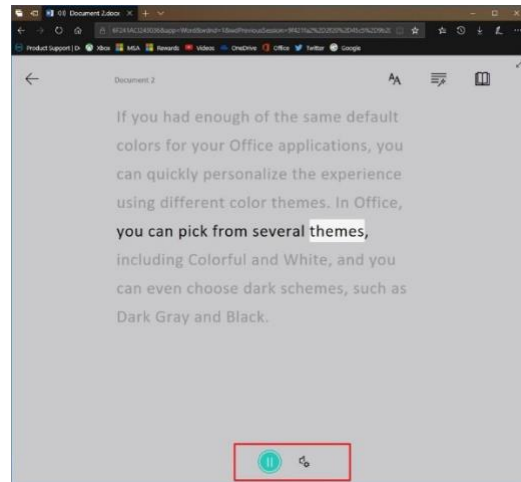 Document 2.docx
Product Support | D
Xbox
MSA
Rewards
Videos
OneDrive
Office
Twitter
Google
Document 2
If you had enough of the same default
colors for your Office applications, you
can quickly personalize the experience
using different color themes. In Office,
you can pick from several themes,
including Colorful and White, and you
can even choose dark schemes, such as
Dark Gray and Black.